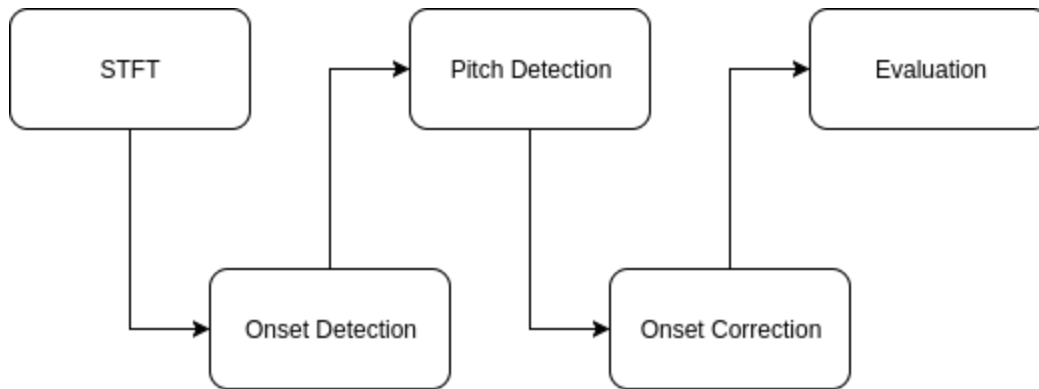 STFT
Onset Detection
Pitch Detection
Onset Correction
Evaluation